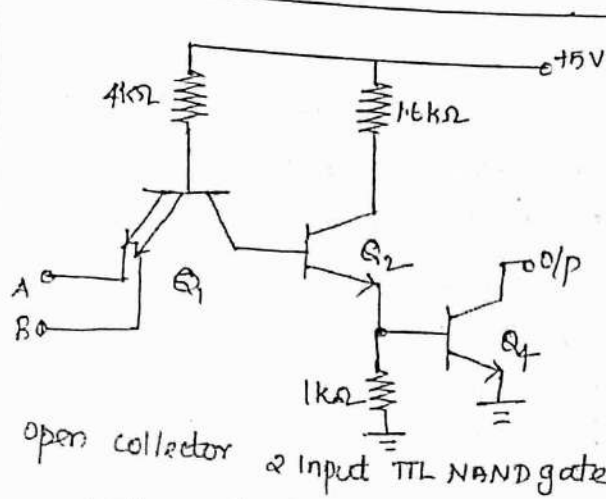 +5V
4kΩ
1.6kΩ
A
B
Q1
Q2
O/P
Q4
1kΩ
open collector 2 Input TTL NAND gate